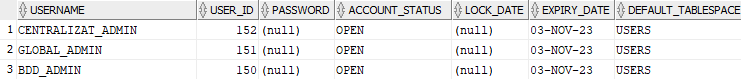 USERNAME USER_ID PASSWORD ACCOUNT_STATUS LOCK_DATE EXPIRY_DATE DEFAULT_TABLESPACE
1 CENTRALIZAT_ADMIN 152 (null) OPEN (null) 03-NOV-23 USERS
2 GLOBAL_ADMIN 151 (null) OPEN (null) 03-NOV-23 USERS
3 BDD_ADMIN 150 (null) OPEN (null) 03-NOV-23 USERS